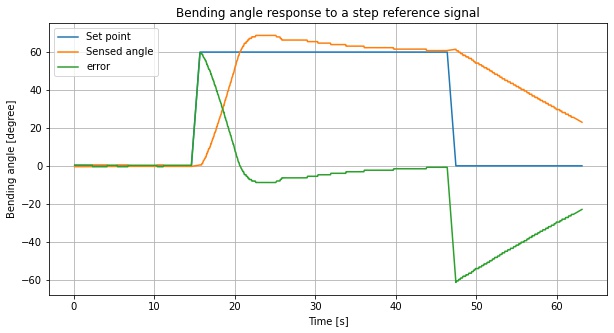 Bending angle response to a step reference signal
Set point
Sensed angle
error
Bending angle [degree]
60
40
20
0
−20
−40
−60
0
10
20
30
40
50
60
Time [s]